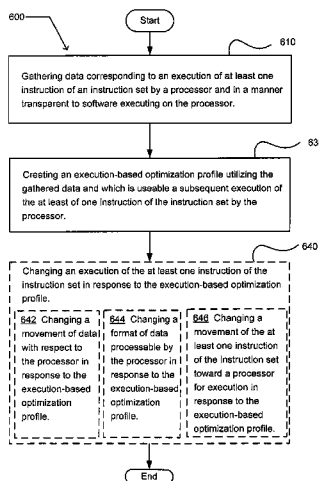 600
Start
610
Gathering data corresponding to an execution of at least one
instruction of an instruction set by a processor and in a manner
transparent to software executing on the processor.
63
Creating an execution-based optimization profile utilizing the
gathered data and which is useable a subsequent execution of
the at least of one instruction of the instruction set by the
processor.
640
Changing an execution of the at least one instruction of the
instruction set in response to the execution-based optimization
profile.
642 Changing a
movement of data
with respect to
the processor in
response to the
execution-based
optimization
profile.
644 Changing a
format of data
processable by
the processor in
response to the
execution-based
optimization
profile.
646 Changing a
movement of the at
least one instruction
of the instruction set
toward a processor
for execution in
response to the
execution-based
optimization profile.
End